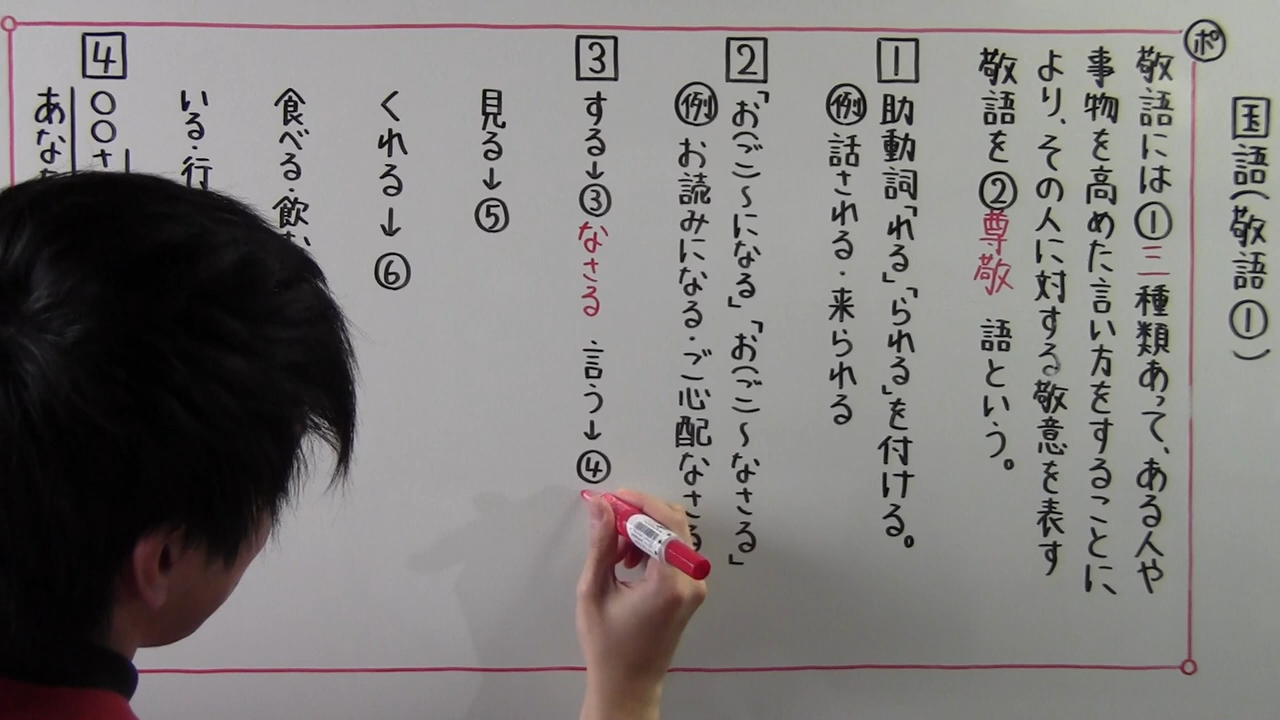 国語(敬語①)
ポ
敬語には①三種類あって、ある人や
事物を高めた言い方をすることに
より、その人に対する敬意を表す
敬語を②尊敬 語という。
1 助動詞「れる」「られる」を付ける。
例 話される・来られる
2 「お(ご)〜になる」「お(ご)〜なさる」
例 お読みになる・ご心配なさる
3 する→③なさる 言う→④
見る→⑤
くれる→⑥
食べる・飲む
いる・行
4 〇〇さ
あなた